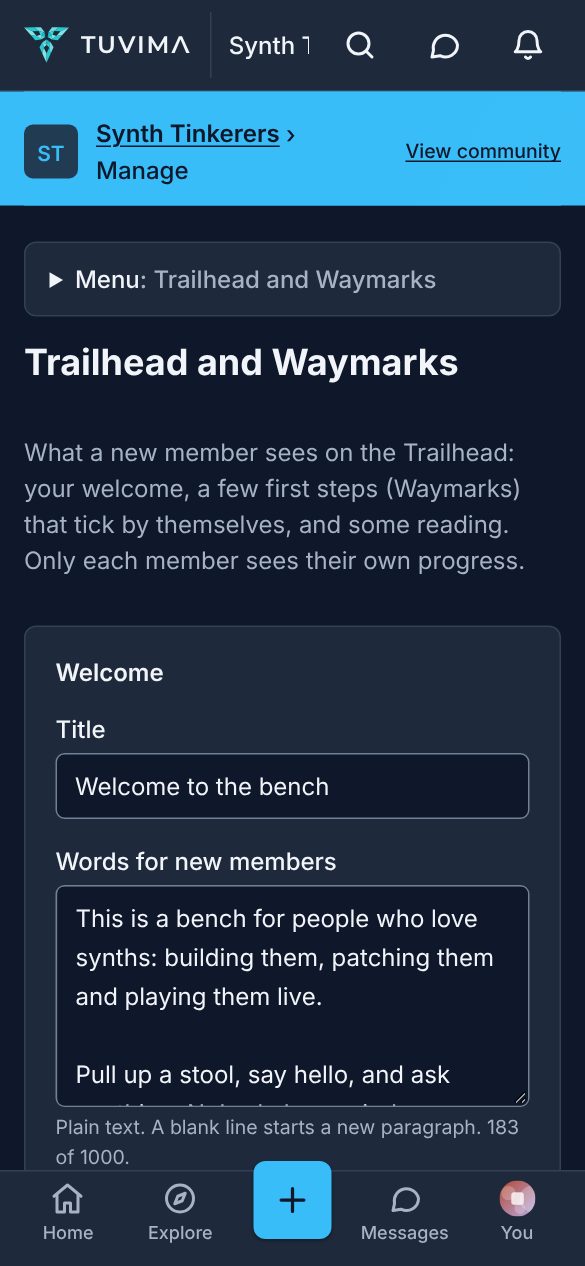 TUVIMA
Synth
ST
Synth Tinkerers ›
Manage
View community
▶ Menu: Trailhead and Waymarks
Trailhead and Waymarks
What a new member sees on the Trailhead:
your welcome, a few first steps (Waymarks)
that tick by themselves, and some reading.
Only each member sees their own progress.
Welcome
Title
Welcome to the bench
Words for new members
This is a bench for people who love
synths: building them, patching them
and playing them live.
Pull up a stool, say hello, and ask
Plain text. A blank line starts a new paragraph. 183
of 1000.
Home
Explore
Messages
You